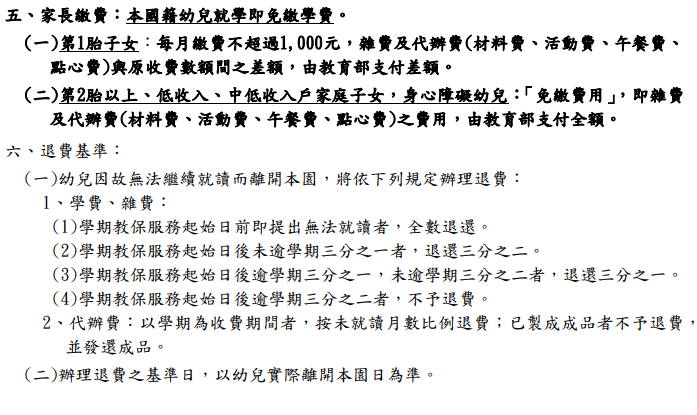 五、家長繳費：本國籍幼兒就學即免繳學費。
(一)第1胎子女：每月繳費不超過1,000元，雜費及代辦費(材料費、活動費、午餐費、
點心費)與原收費數額間之差額，由教育部支付差額。
(二)第2胎以上、低收入、中低收入戶家庭子女，身心障礙幼兒：「免繳費用」，即雜費
及代辦費(材料費、活動費、午餐費、點心費)之費用，由教育部支付全額。
六、退費基準：
(一)幼兒因故無法繼續就讀而離開本園，將依下列規定辦理退費：
1、學費、雜費：
(1)學期教保服務起始日前即提出無法就讀者，全數退還。
(2)學期教保服務起始日後未逾學期三分之一者，退還三分之二。
(3)學期教保服務起始日後逾學期三分之一，未逾學期三分之二者，退還三分之一。
(4)學期教保服務起始日後逾學期三分之二者，不予退費。
2、代辦費：以學期為收費期間者，按未就讀月數比例退費；已製成成品者不予退費，
並發還成品。
(二)辦理退費之基準日，以幼兒實際離開本園日為準。